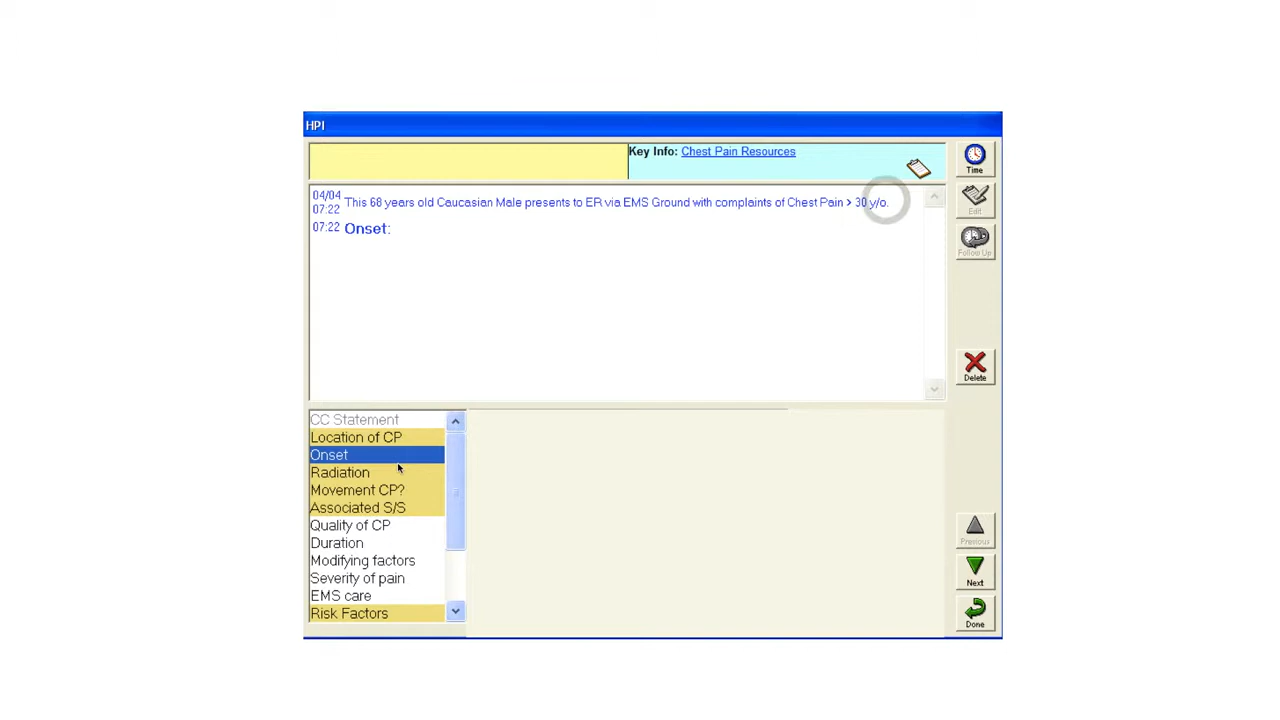 HPI
Key Info: Chest Pain Resources
Time
04/04
07:22 This 68 years old Caucasian Male presents to ER via EMS Ground with complaints of Chest Pain > 30 y/o.
Edit
07:22 Onset:
Follow Up
Delete
CC Statement
Location of CP
Onset
Radiation
Movement CP?
Associated S/S
Quality of CP
Duration
Modifying factors
Severity of pain
EMS care
Risk Factors
Previous
Next
Done